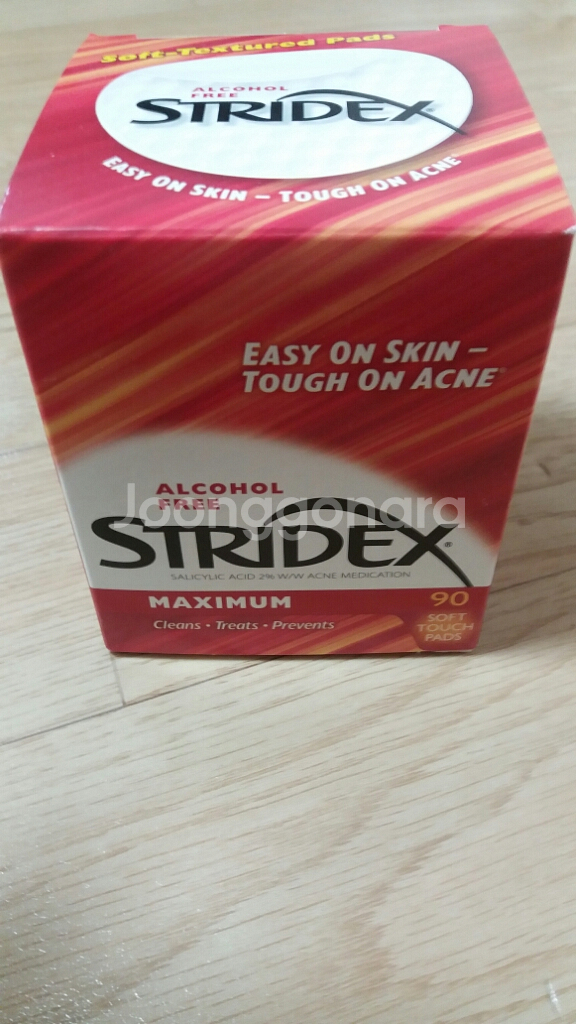 Soft-Textured Pads
ALCOHOL
FREE
STRIDEX
EASY ON SKIN – TOUGH ON ACNE
EASY ON SKIN –
TOUGH ON ACNE®
ALCOHOL
FREE
Joonggonara
STRIDEX®
SALICYLIC ACID 2% W/W ACNE MEDICATION
MAXIMUM
90
Cleans • Treats • Prevents
SOFT
TOUCH
PADS